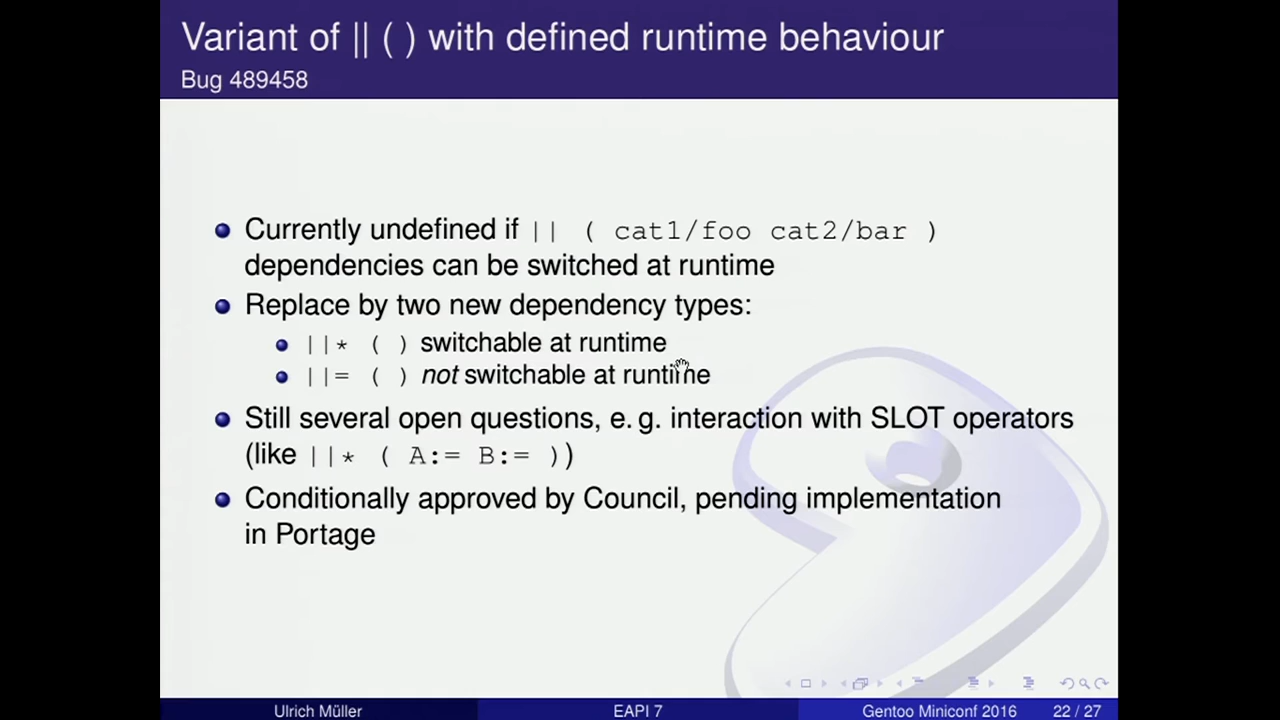 Variant of || ( ) with defined runtime behaviour
Bug 489458
Currently undefined if || ( cat1/foo cat2/bar )
dependencies can be switched at runtime
Replace by two new dependency types:
||* ( ) switchable at runtime
||= ( ) not switchable at runtime
Still several open questions, e. g. interaction with SLOT operators
(like ||* ( A:= B:= ))
Conditionally approved by Council, pending implementation
in Portage
Ulrich Müller EAPI 7 Gentoo Miniconf 2016 22 / 27